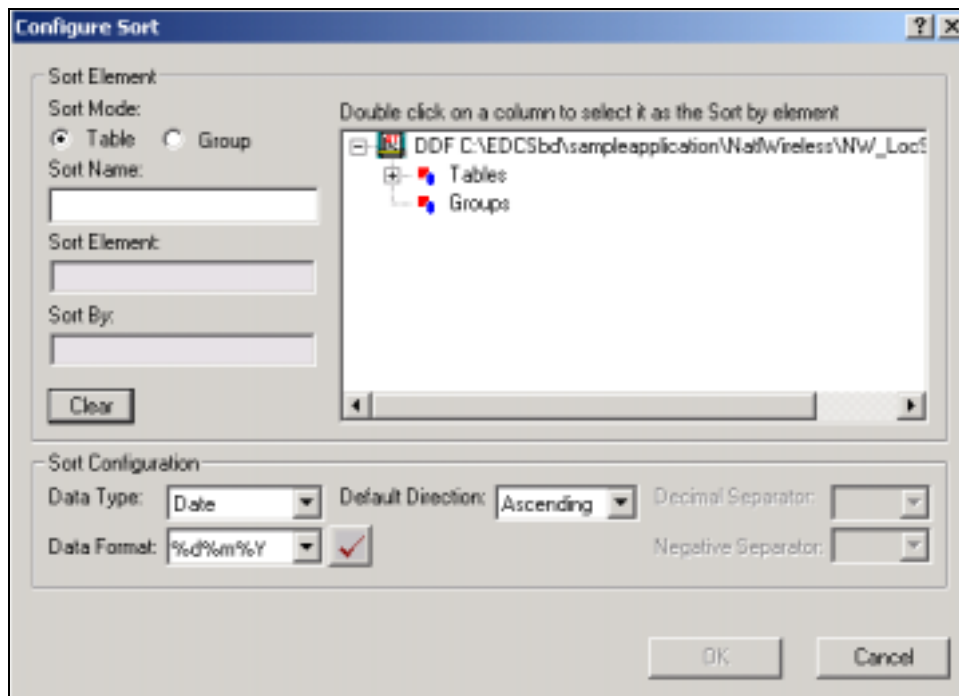 Configure Sort
Sort Element
Sort Mode:
Table Group
Sort Name:
Sort Element:
Sort By:
Clear
Double click on a column to select it as the Sort by element
DDF C:\EDCSbd\sampleapplication\NatlWireless\NW_LocS
Tables
Groups
Sort Configuration
Data Type: Date Default Direction: Ascending Decimal Separator:
Data Format: %d%m%Y Negative Separator:
OK Cancel